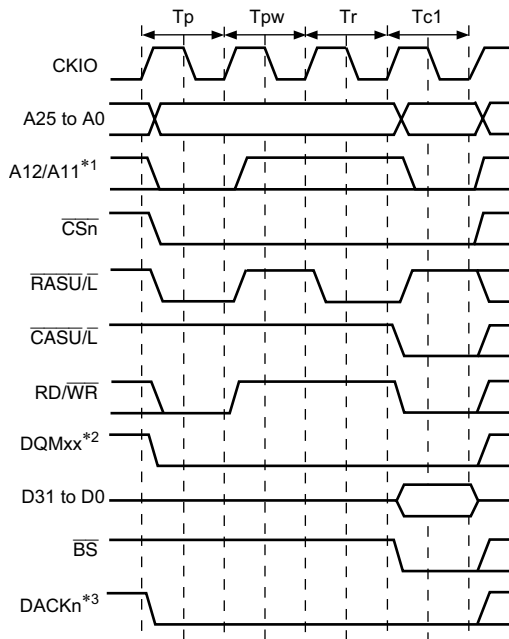 Tp Tpw Tr Tc1
CKIO
A25 to A0
A12/A11*1
CSn
RASU/L
CASU/L
RD/WR
DQMxx*2
D31 to D0
BS
DACKn*3